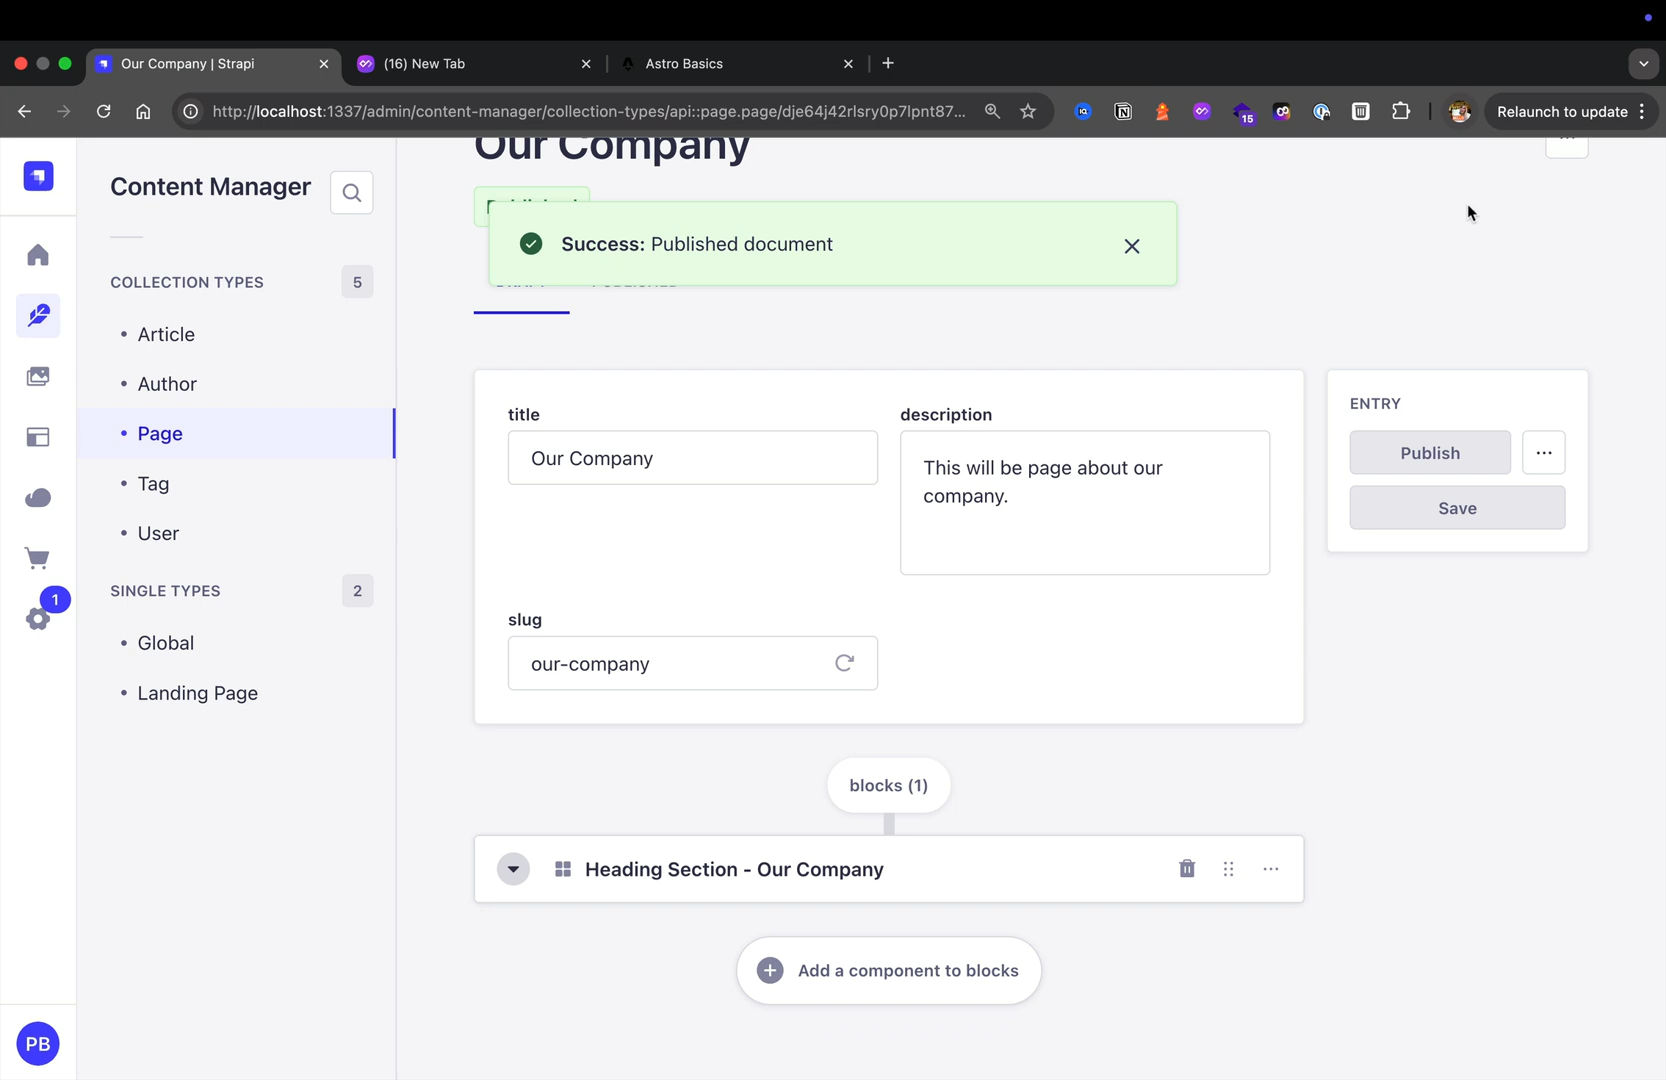 Our Company | Strapi
(16) New Tab
Astro Basics
http://localhost:1337/admin/content-manager/collection-types/api::page.page/dje64j42rlsry0p7lpnt87...
15
Relaunch to update
Content Manager
COLLECTION TYPES
5
Article
Author
Page
Tag
User
SINGLE TYPES
2
Global
Landing Page
1
PB
Our Company
Success: Published document
title
Our Company
description
This will be page about our
company.
slug
our-company
ENTRY
Publish
Save
blocks (1)
Heading Section - Our Company
Add a component to blocks